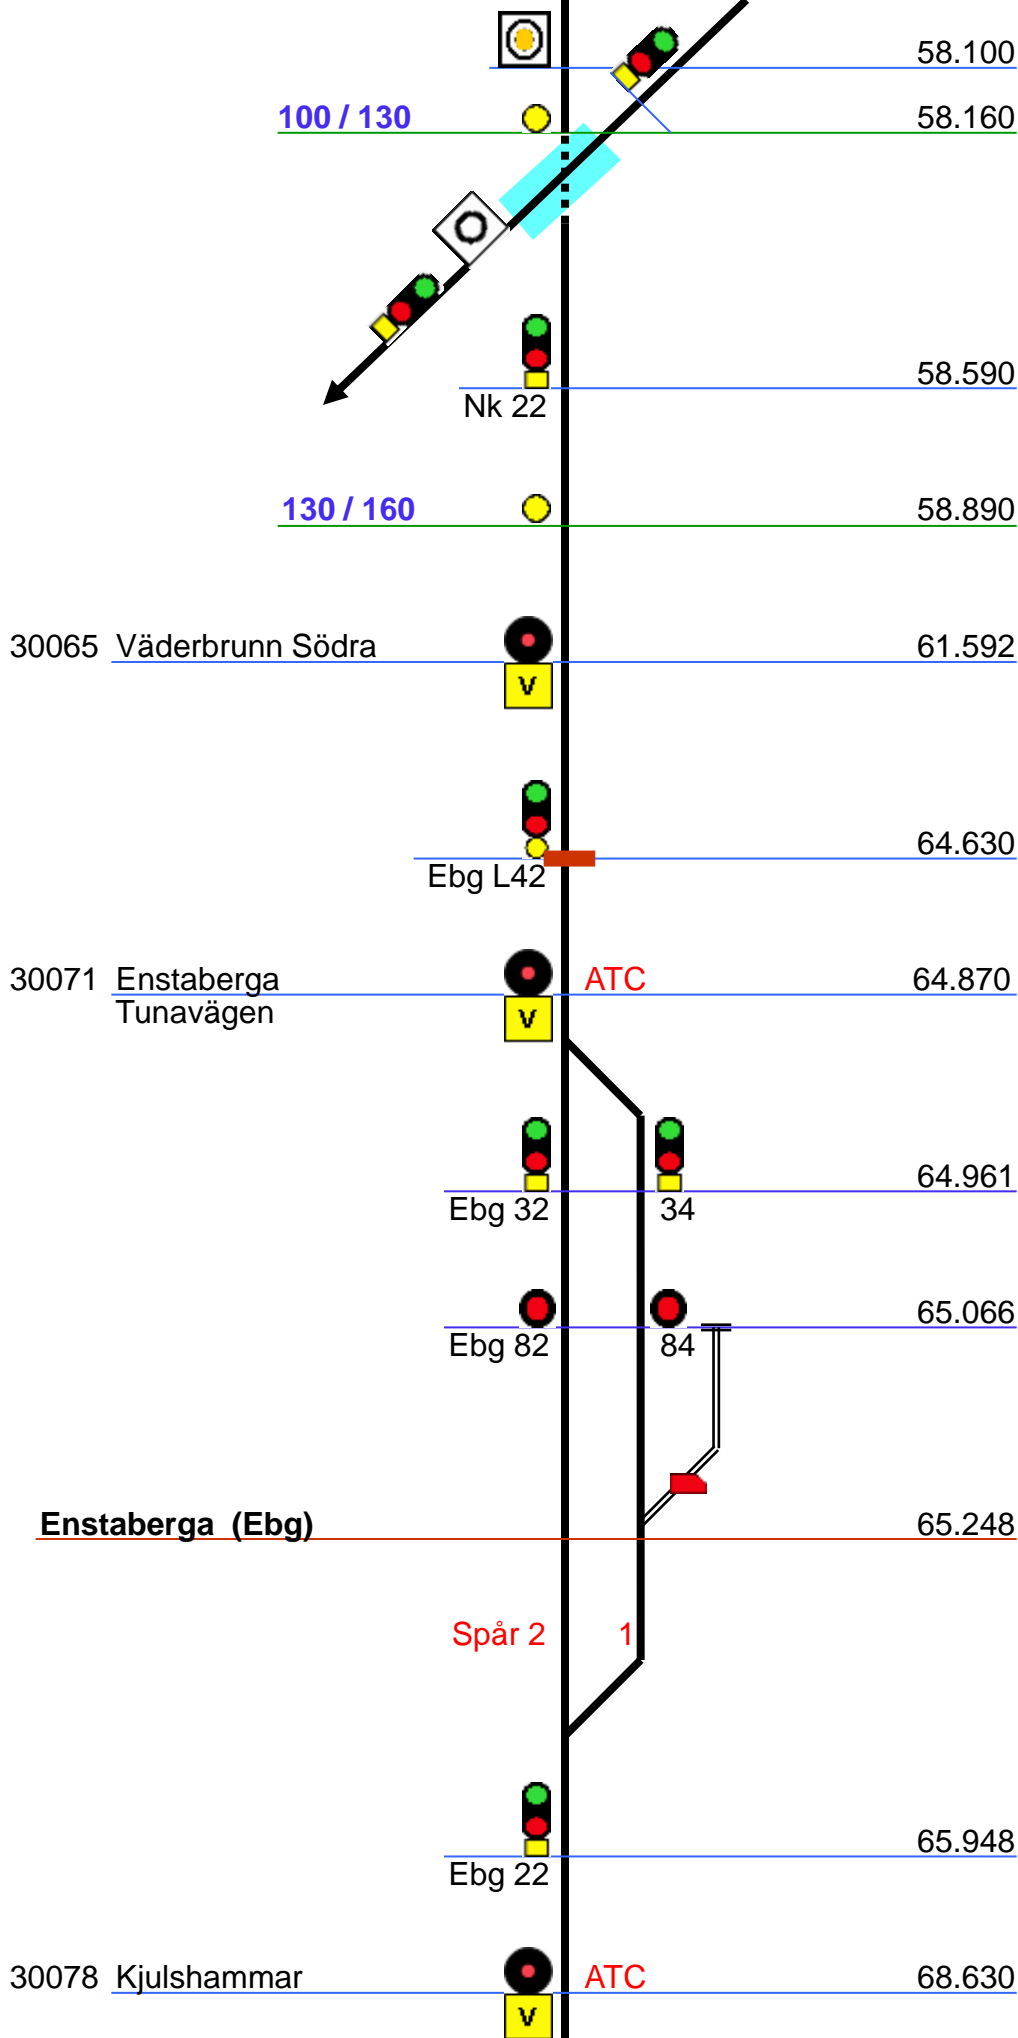 58.100
100 / 130 58.160
58.590
Nk 22
130 / 160 58.890
30065 Väderbrunn Södra 61.592
V
64.630
Ebg L42
30071 Enstaberga ATC 64.870
Tunavägen V
64.961
Ebg 32 34
65.066
Ebg 82 84
Enstaberga (Ebg) 65.248
Spår 2 1
65.948
Ebg 22
30078 Kjulshammar ATC 68.630
V